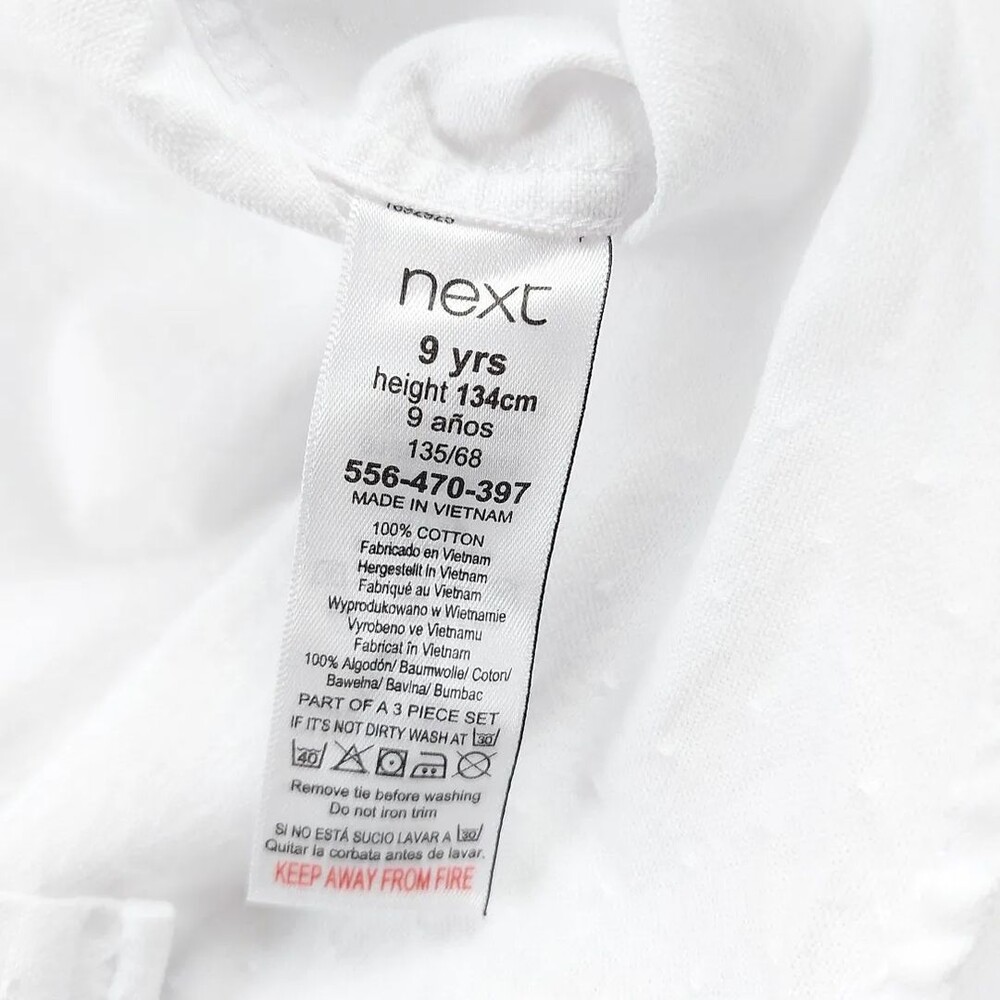 next
9 yrs
height 134cm
9 años
135/68
556-470-397
MADE IN VIETNAM
100% COTTON
Fabricado en Vietnam
Hergestellt in Vietnam
Fabriqué au Vietnam
Wyprodukowano w Wietnamie
Vyrobeno ve Vietnamu
Fabricat în Vietnam
100% Algodón/ Baumwolle/ Coton/
Bawełna/ Bavlna/ Bumbac
PART OF A 3 PIECE SET
IF IT'S NOT DIRTY WASH AT 30
40
Remove tie before washing
Do not iron trim
SI NO ESTÁ SUCIO LAVAR A 30
Quitar la corbata antes de lavar.
KEEP AWAY FROM FIRE